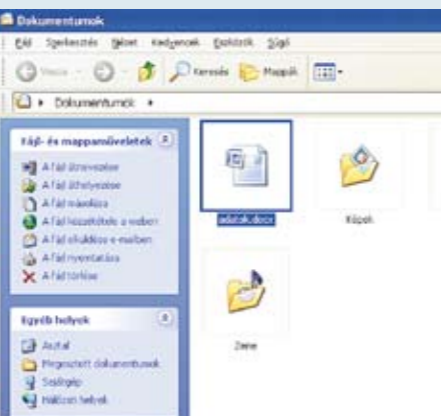 Dokumentumok
Fájl Szerkesztés Nézet Kedvencek Eszközök Súgó
Vissza Keresés Mappák
Dokumentumok
Fájl- és mappaműveletek
A fájl átnevezése
A fájl áthelyezése
A fájl másolása
A fájl közzététele a weben
A fájl elküldése e-mailben
A fájl nyomtatása
A fájl törlése
adatok.docx
Képek
Zene
Egyéb helyek
Asztal
Megosztott dokumentumok
Sajátgép
Hálózati helyek